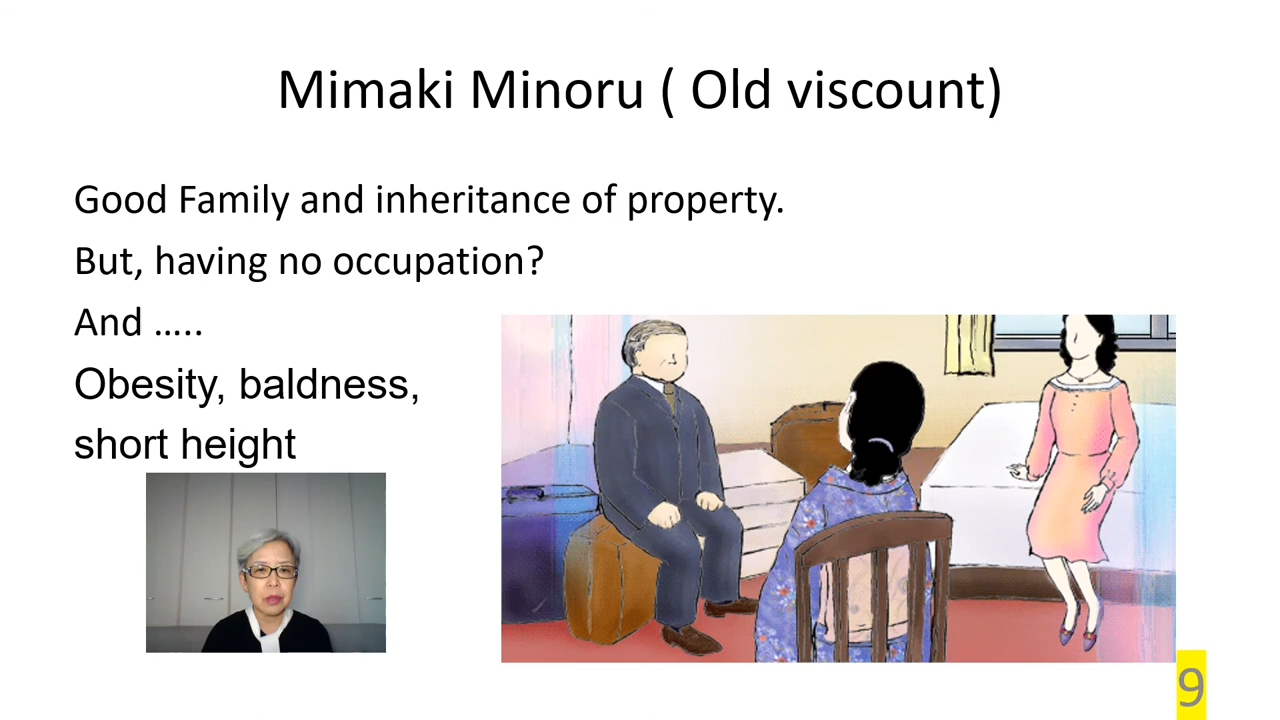 Mimaki Minoru ( Old viscount)
Good Family and inheritance of property.
But, having no occupation?
And …..
Obesity, baldness,
short height
9